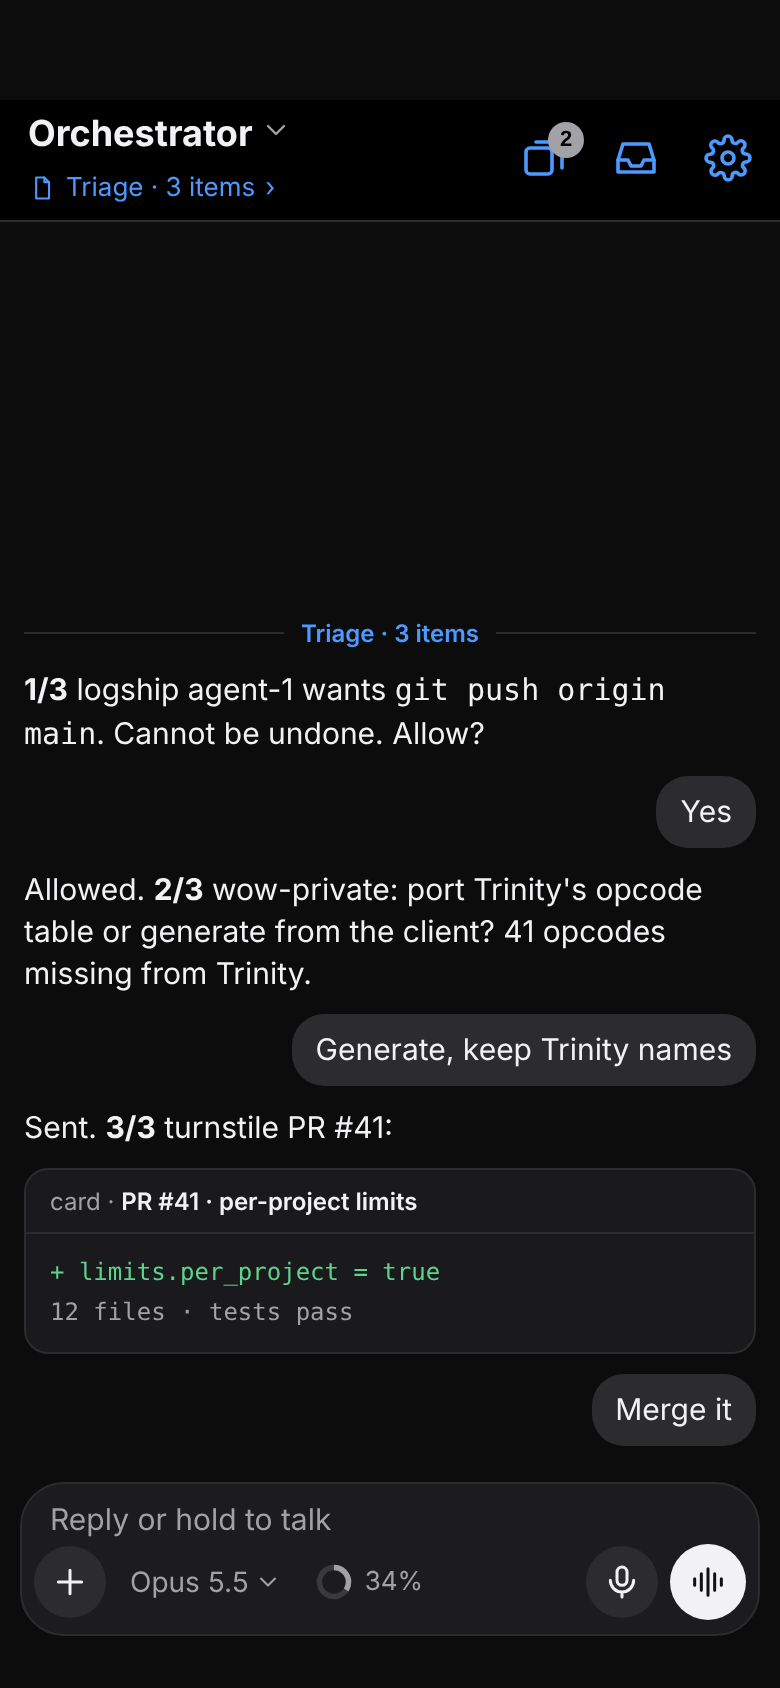 Orchestrator
2
Triage · 3 items ›
Triage · 3 items
1/3 logship agent-1 wants git push origin
main. Cannot be undone. Allow?
Yes
Allowed. 2/3 wow-private: port Trinity's opcode
table or generate from the client? 41 opcodes
missing from Trinity.
Generate, keep Trinity names
Sent. 3/3 turnstile PR #41:
card · PR #41 · per-project limits
+ limits.per_project = true
12 files · tests pass
Merge it
Reply or hold to talk
Opus 5.5
34%